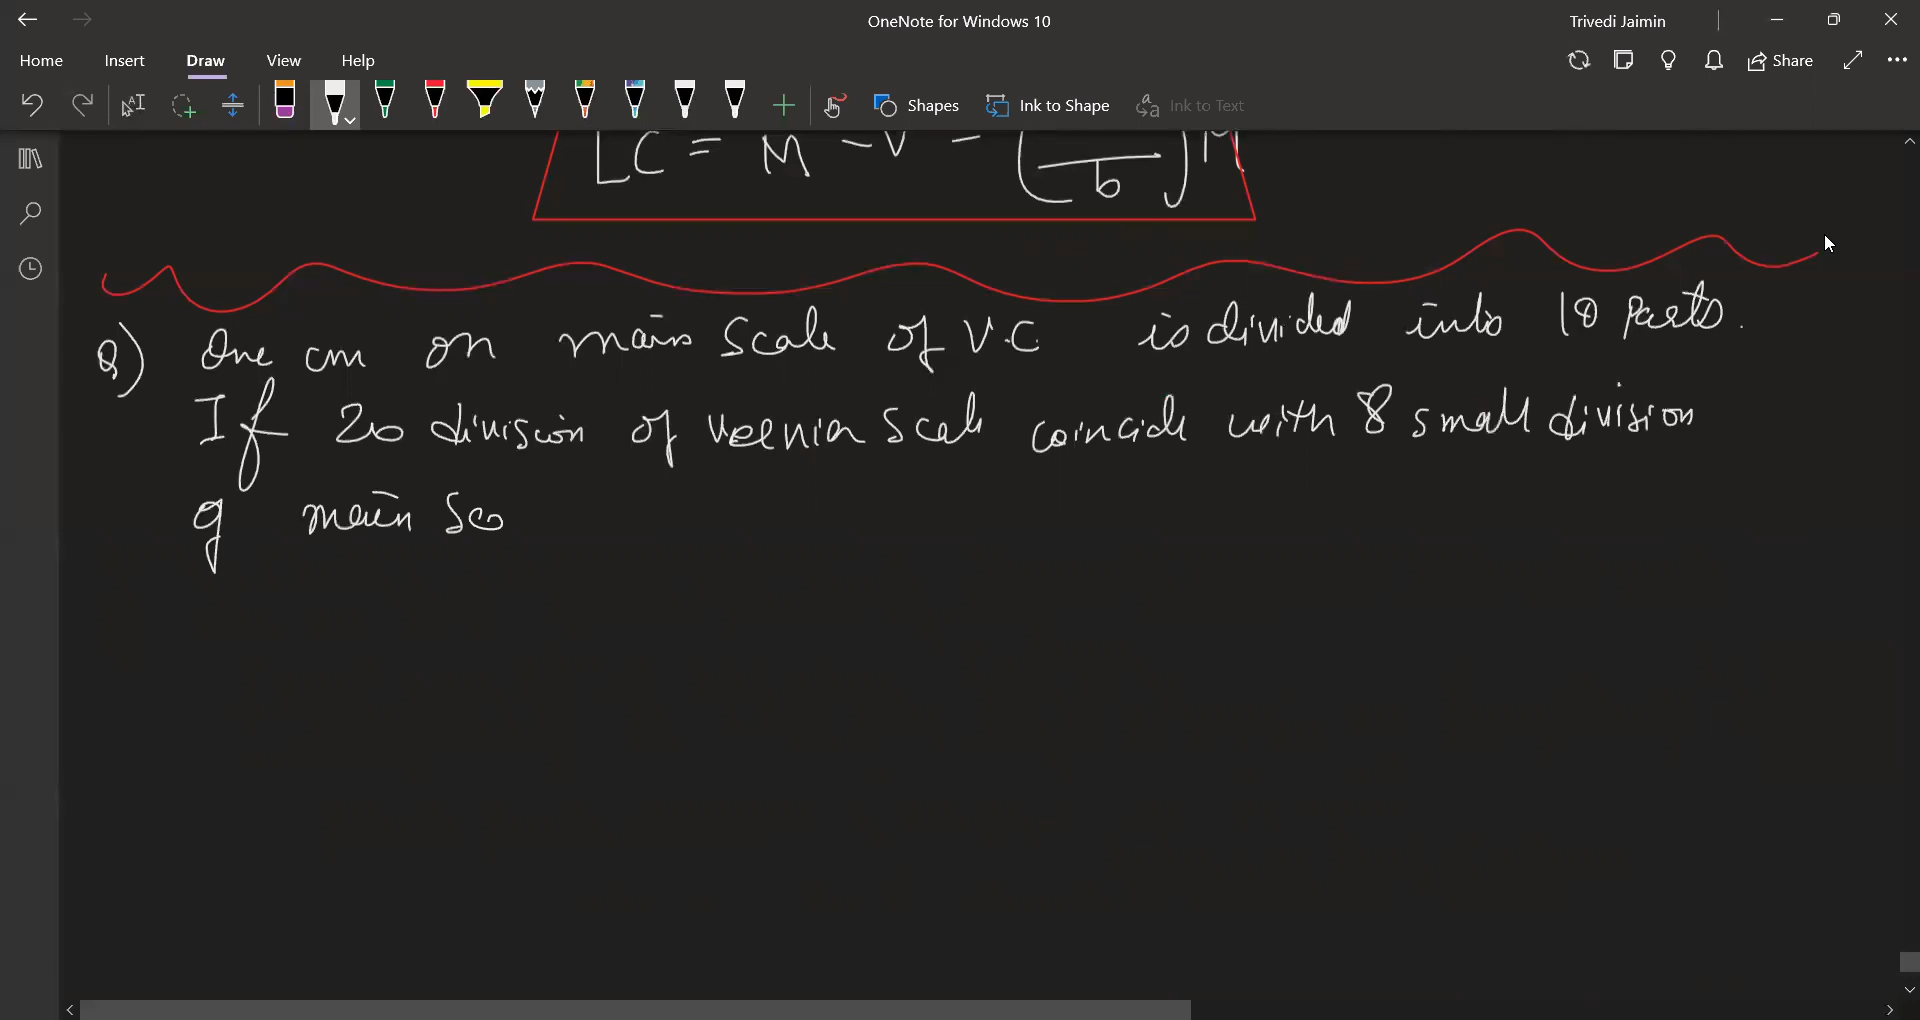 OneNote for Windows 10
Trivedi Jaimin
Home Insert Draw View Help
Share
Shapes Ink to Shape Ink to Text
LC = M - V = ( / b ) M
Q) One cm on main Scale of V.C. is divided into 10 parts.
If 20 division of vernier Scale coincide with 8 small division
of main Sc